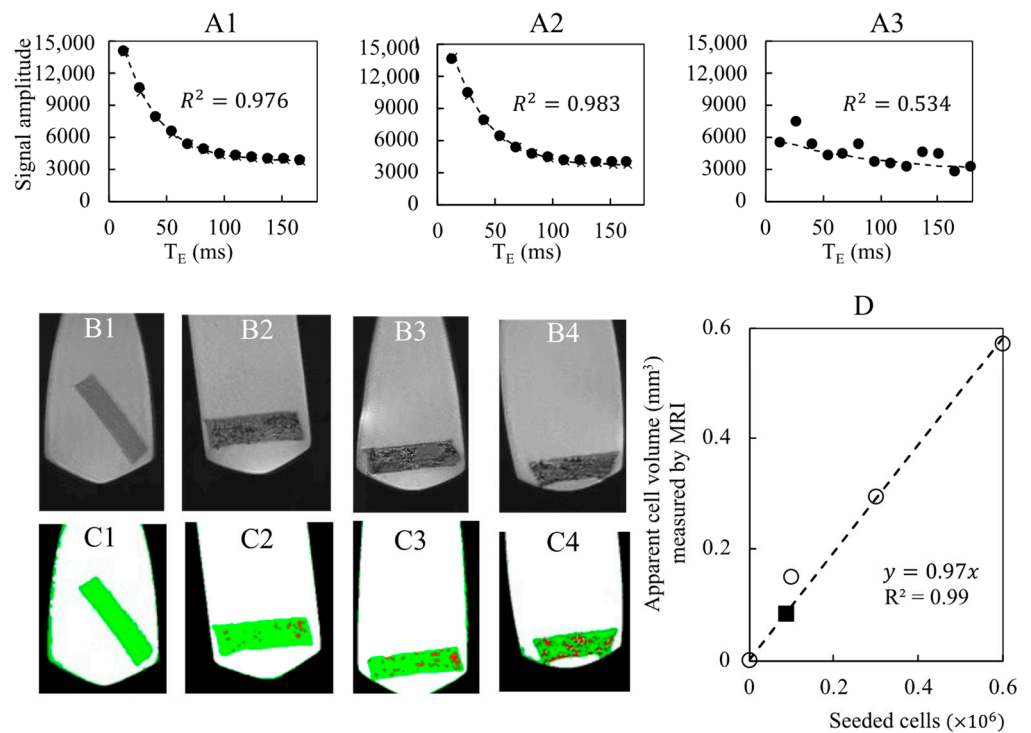 A1
A2
A3
Signal amplitude
15,000
12,000
9000
6000
3000
0
R² = 0.976
0
50
100
150
T_E (ms)
15,000
12,000
9000
6000
3000
0
R² = 0.983
0
50
100
150
T_E (ms)
15,000
12,000
9000
6000
3000
0
R² = 0.534
0
50
100
150
T_E (ms)
B1
B2
B3
B4
C1
C2
C3
C4
D
Apparent cell volume (mm³)
measured by MRI
0.6
0.4
0.2
0
y = 0.97x
R² = 0.99
0
0.2
0.4
0.6
Seeded cells (×10⁶)